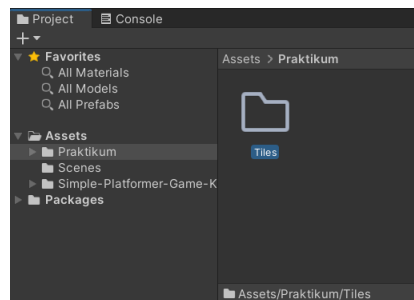 Project Console
Favorites
All Materials
All Models
All Prefabs
Assets
Praktikum
Scenes
Simple-Platformer-Game-K
Packages
Assets > Praktikum
Tiles
Assets/Praktikum/Tiles